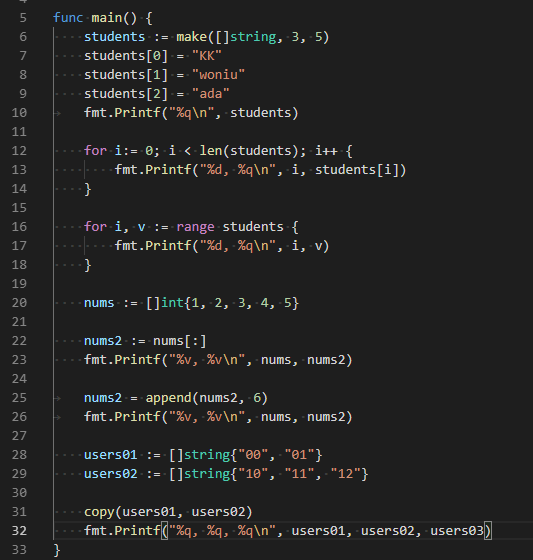 5 func main() {
6 students := make([]string, 3, 5)
7 students[0] = "KK"
8 students[1] = "woniu"
9 students[2] = "ada"
10 fmt.Printf("%q\n", students)
11
12 for i:= 0; i < len(students); i++ {
13 fmt.Printf("%d, %q\n", i, students[i])
14 }
15
16 for i, v := range students {
17 fmt.Printf("%d, %q\n", i, v)
18 }
19
20 nums := []int{1, 2, 3, 4, 5}
21
22 nums2 := nums[:]
23 fmt.Printf("%v, %v\n", nums, nums2)
24
25 nums2 = append(nums2, 6)
26 fmt.Printf("%v, %v\n", nums, nums2)
27
28 users01 := []string{"00", "01"}
29 users02 := []string{"10", "11", "12"}
30
31 copy(users01, users02)
32 fmt.Printf("%q, %q, %q\n", users01, users02, users03)
33 }